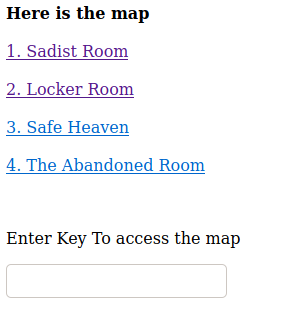 Here is the map
1. Sadist Room
2. Locker Room
3. Safe Heaven
4. The Abandoned Room
Enter Key To access the map